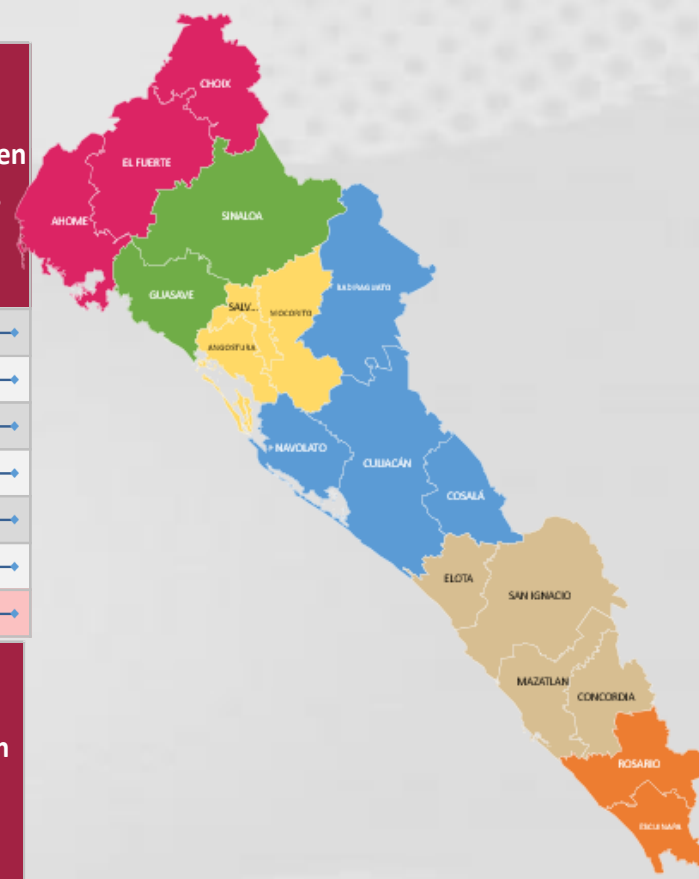 CHOIX
en
EL FUERTE
AHOME
SINALOA
BADIRAGUATO
GUASAVE
SALV...
MOCORITO
ANGOSTURA
NAVOLATO
CULIACÁN
COSALÁ
ELOTA
SAN IGNACIO
MAZATLAN
CONCORDIA
n
ROSARIO
ESCUINAPA